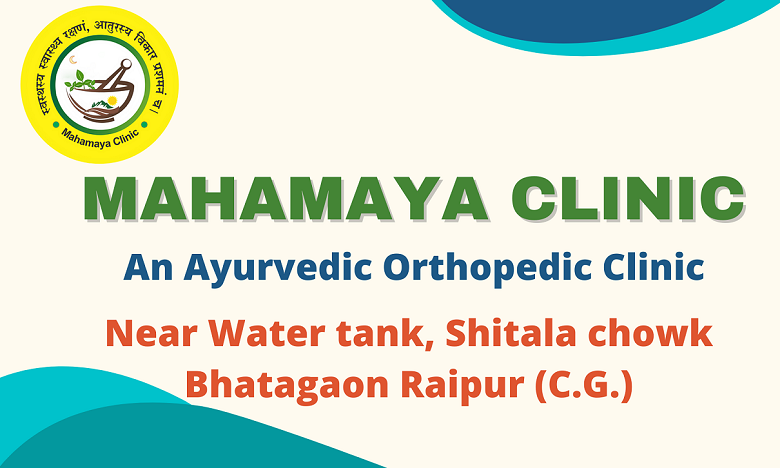 स्वस्थस्य स्वास्थ्य रक्षणं, आतुरस्य विकार प्रशमनं च।
Mahamaya Clinic
MAHAMAYA CLINIC
An Ayurvedic Orthopedic Clinic
Near Water tank, Shitala chowk
Bhatagaon Raipur (C.G.)